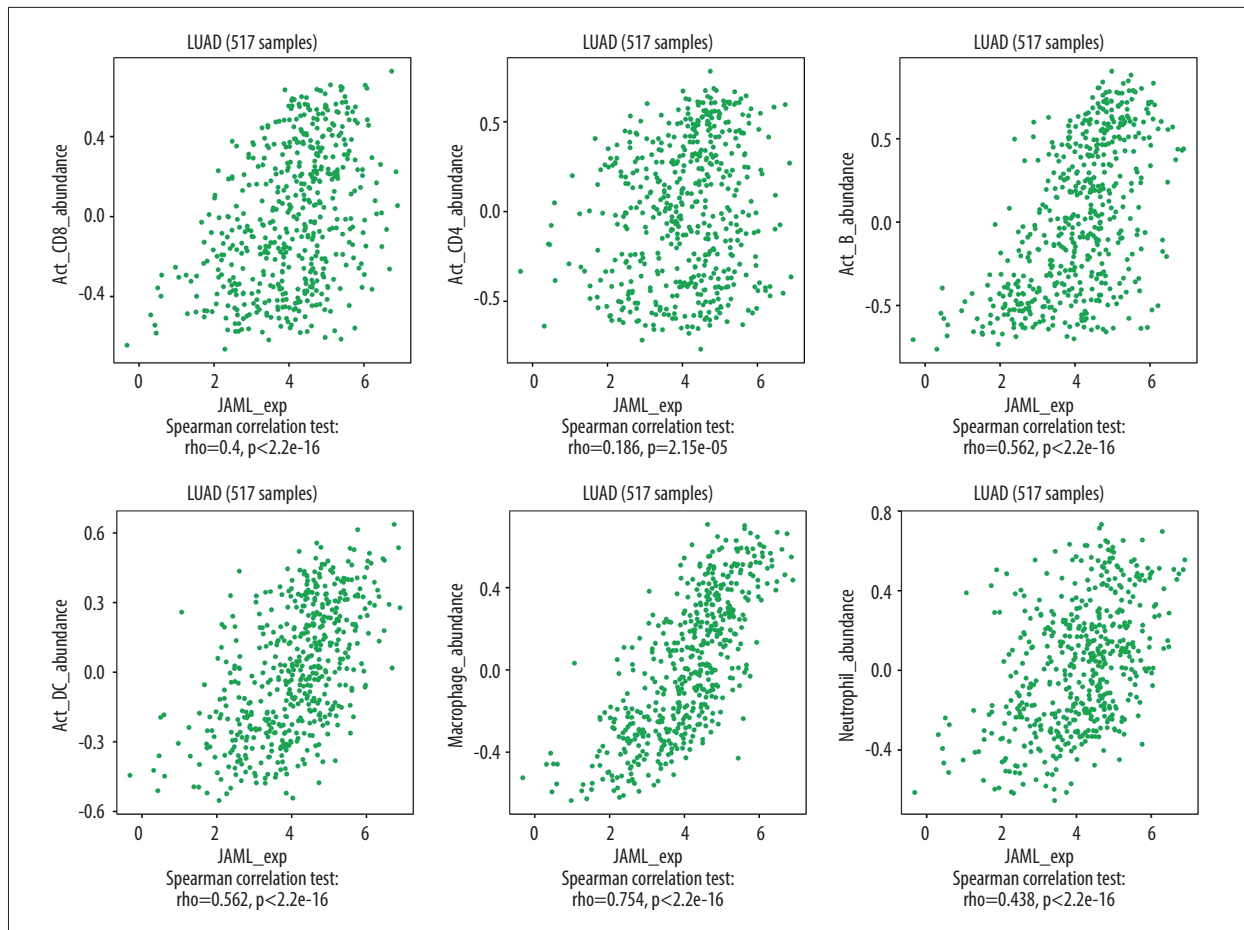 LUAD (517 samples)
Act_CD8_abundance
0.4
0.0
-0.4
0 2 4 6
JAML_exp
Spearman correlation test:
rho=0.4, p<2.2e-16
LUAD (517 samples)
Act_CD4_abundance
0.5
0.0
-0.5
0 2 4 6
JAML_exp
Spearman correlation test:
rho=0.186, p=2.15e-05
LUAD (517 samples)
Act_B_abundance
0.5
0.0
-0.5
0 2 4 6
JAML_exp
Spearman correlation test:
rho=0.562, p<2.2e-16
LUAD (517 samples)
Act_DC_abundance
0.6
0.3
0.0
-0.3
-0.6
0 2 4 6
JAML_exp
Spearman correlation test:
rho=0.562, p<2.2e-16
LUAD (517 samples)
Macrophage_abundance
0.4
0.0
-0.4
0 2 4 6
JAML_exp
Spearman correlation test:
rho=0.754, p<2.2e-16
LUAD (517 samples)
Neutrophil_abundance
0.8
0.4
0.0
-0.4
0 2 4 6
JAML_exp
Spearman correlation test:
rho=0.438, p<2.2e-16